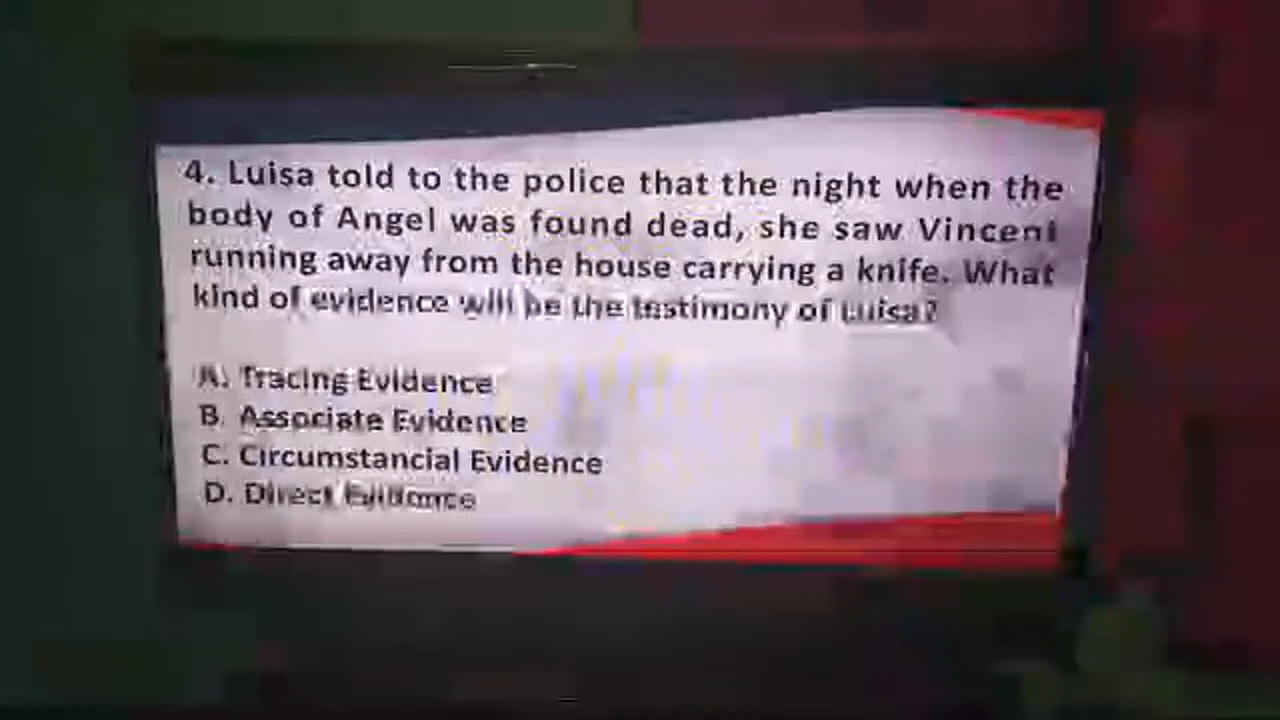 4. Luisa told to the police that the night when the
body of Angel was found dead, she saw Vincent
running away from the house carrying a knife. What
kind of evidence will be the testimony of Luisa?
A. Tracing Evidence
B. Associate Evidence
C. Circumstancial Evidence
D. Direct Evidence